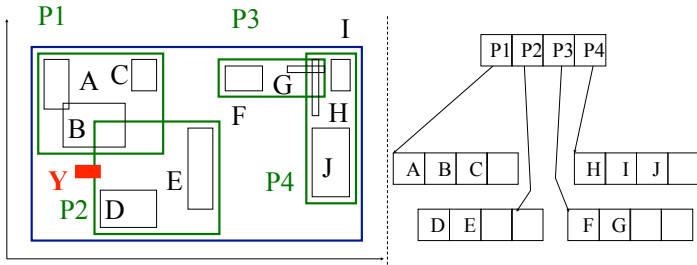 P1 P3 I
A C G
B F H
Y E J
P2 D P4
P1 P2 P3 P4
A B C
H I J
D E
F G